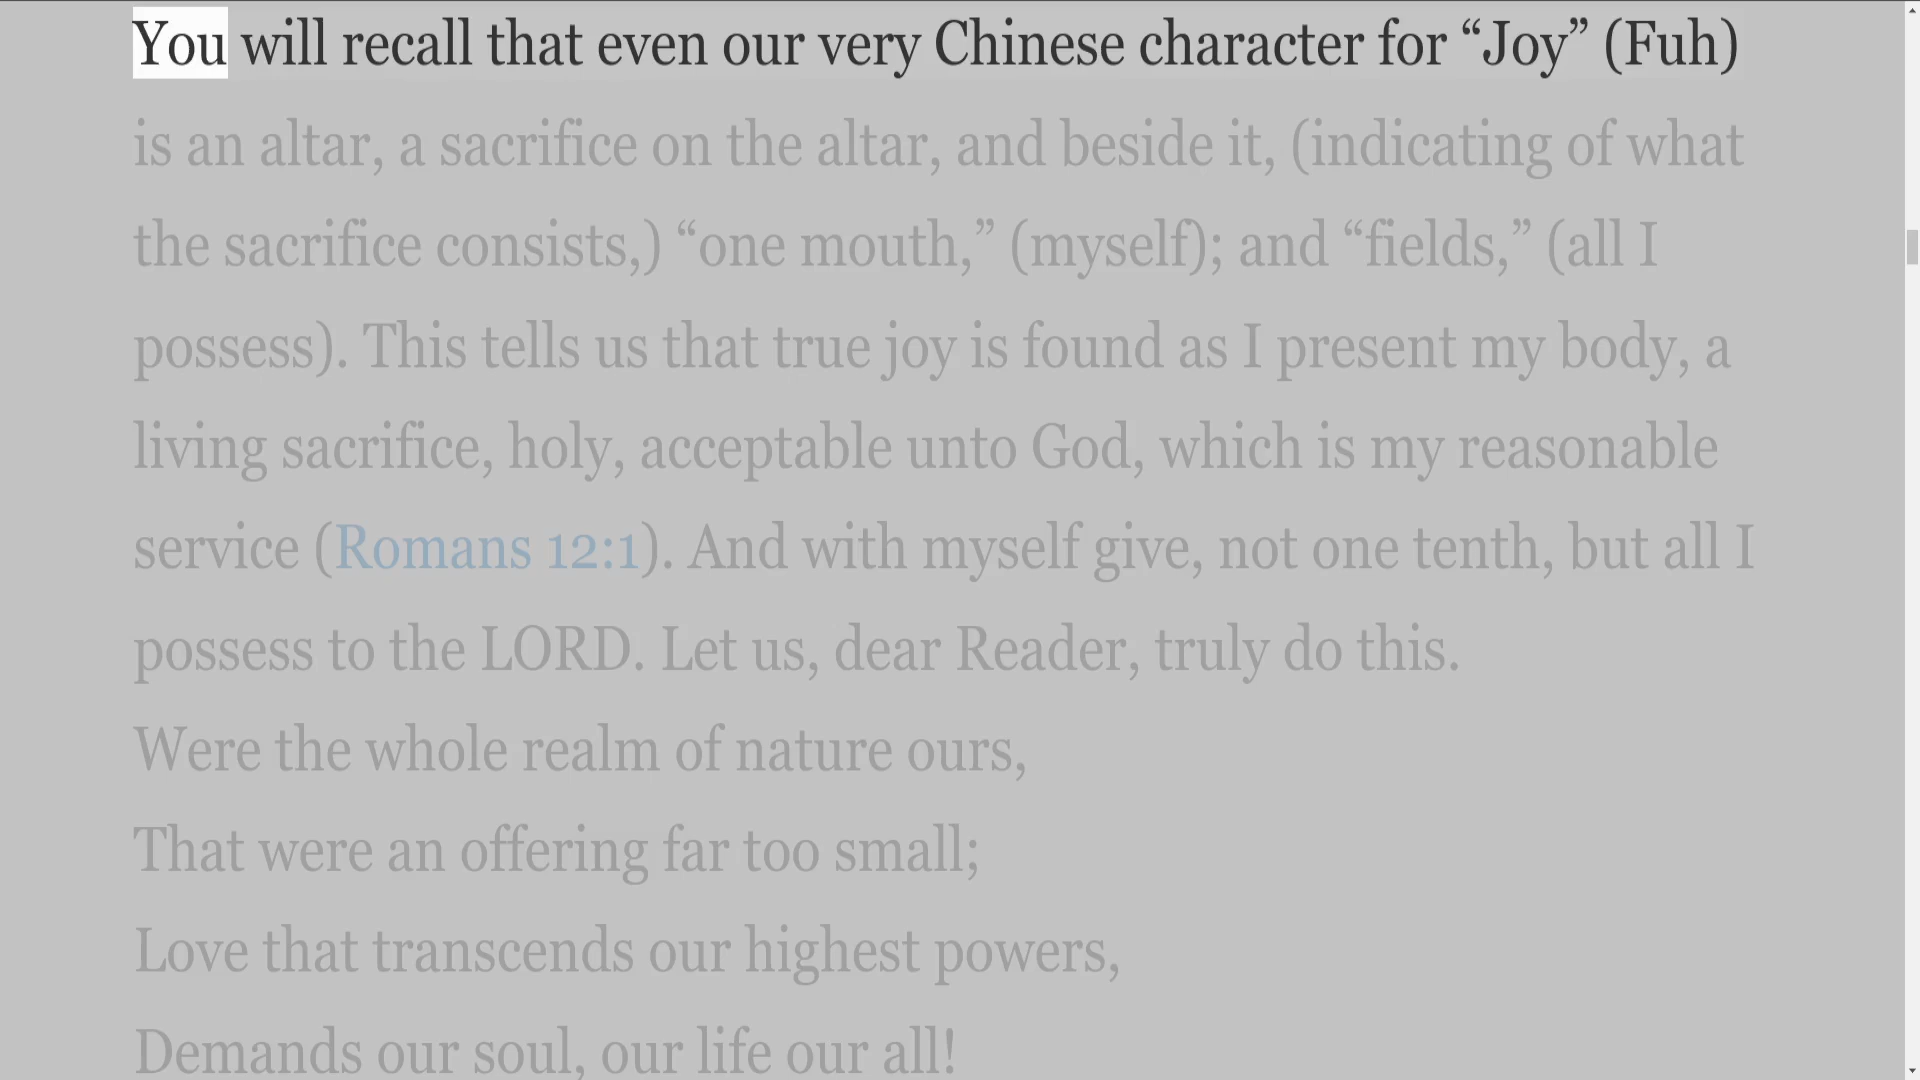 You will recall that even our very Chinese character for “Joy” (Fuh)
is an altar, a sacrifice on the altar, and beside it, (indicating of what
the sacrifice consists,) “one mouth,” (myself); and “fields,” (all I
possess). This tells us that true joy is found as I present my body, a
living sacrifice, holy, acceptable unto God, which is my reasonable
service (Romans 12:1). And with myself give, not one tenth, but all I
possess to the LORD. Let us, dear Reader, truly do this.
Were the whole realm of nature ours,
That were an offering far too small;
Love that transcends our highest powers,
Demands our soul, our life our all!